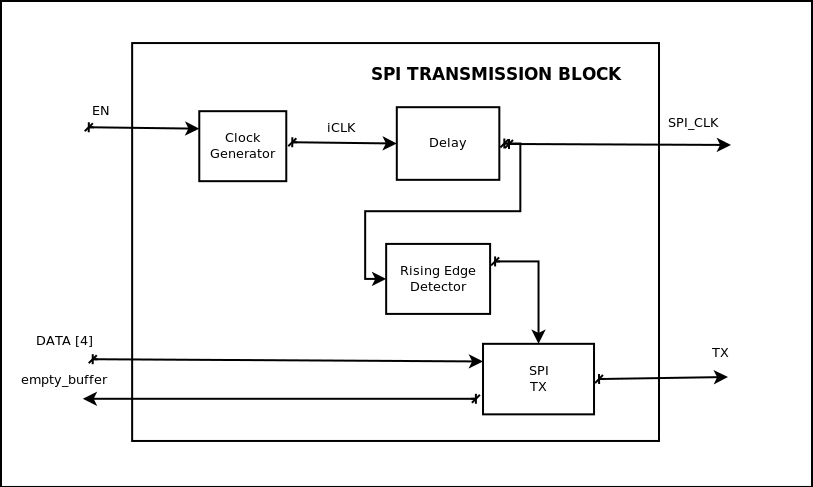 SPI TRANSMISSION BLOCK
EN
Clock
Generator
iCLK
Delay
SPI_CLK
Rising Edge
Detector
DATA [4]
empty_buffer
SPI
TX
TX